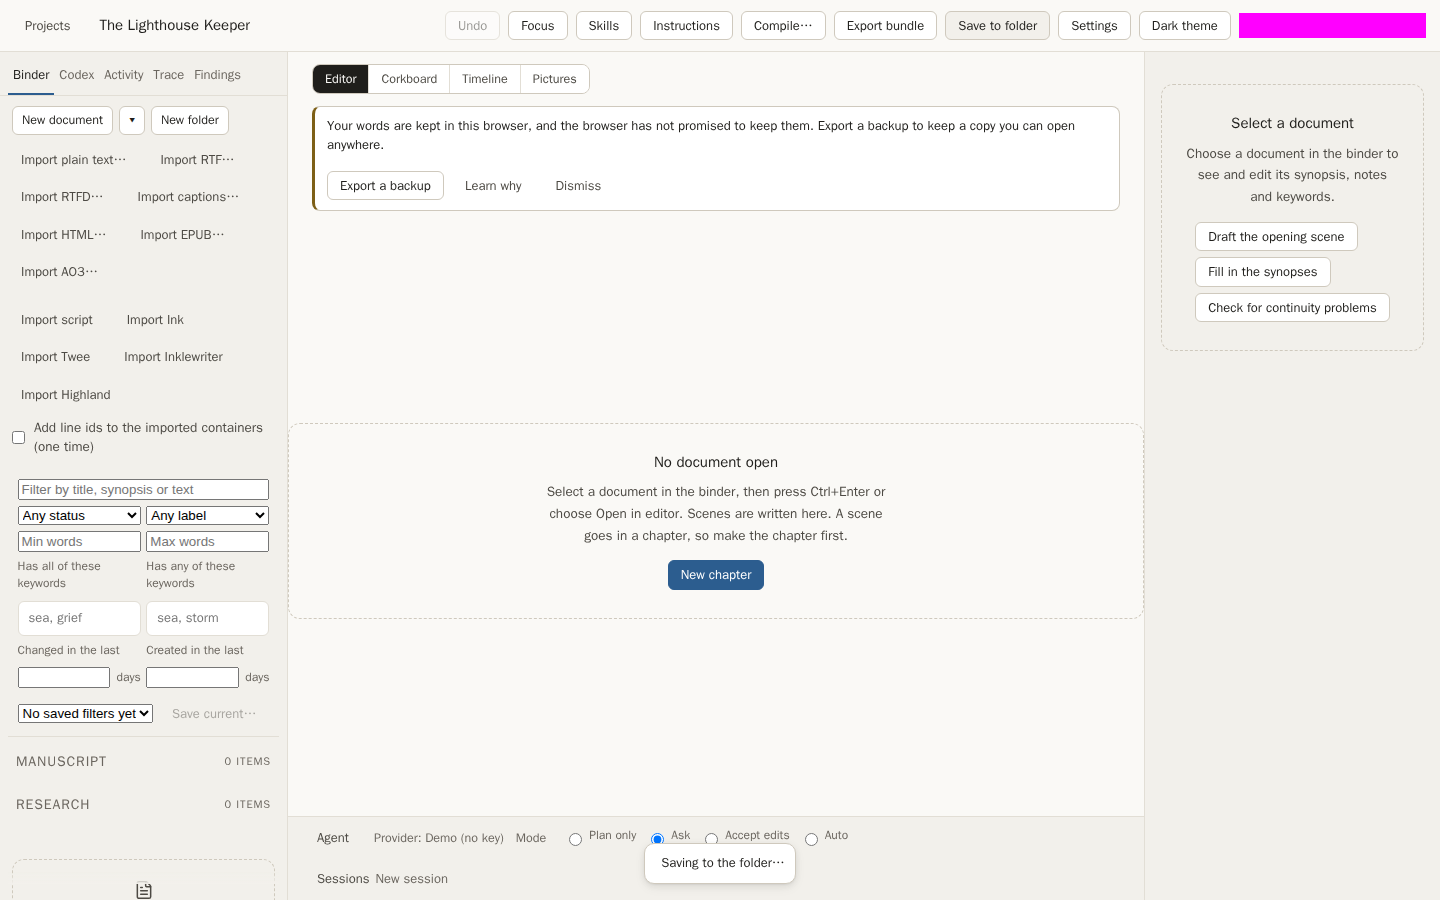 Projects
The Lighthouse Keeper
Undo
Focus
Skills
Instructions
Compile…
Export bundle
Save to folder
Settings
Dark theme
Binder
Codex
Activity
Trace
Findings
New document
New folder
Import plain text…
Import RTF…
Import RTFD…
Import captions…
Import HTML…
Import EPUB…
Import AO3…
Import script
Import Ink
Import Twee
Import Inklewriter
Import Highland
Add line ids to the imported containers
(one time)
Filter by title, synopsis or text
Any status
Any label
Min words
Max words
Has all of these
keywords
Has any of these
keywords
sea, grief
sea, storm
Changed in the last
Created in the last
days
days
No saved filters yet
Save current…
MANUSCRIPT
0 ITEMS
RESEARCH
0 ITEMS
Editor
Corkboard
Timeline
Pictures
Your words are kept in this browser, and the browser has not promised to keep them. Export a backup to keep a copy you can open
anywhere.
Export a backup
Learn why
Dismiss
No document open
Select a document in the binder, then press Ctrl+Enter or
choose Open in editor. Scenes are written here. A scene
goes in a chapter, so make the chapter first.
New chapter
Agent
Provider: Demo (no key)
Mode
Plan only
Ask
Accept edits
Auto
Saving to the folder…
Sessions
New session
Select a document
Choose a document in the binder to
see and edit its synopsis, notes
and keywords.
Draft the opening scene
Fill in the synopses
Check for continuity problems